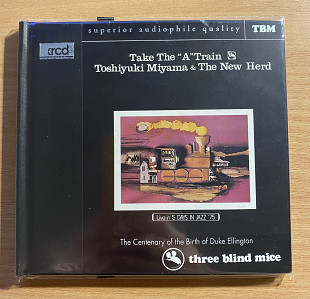 xrcd
superior audiophile quality TBM
Take The "A" Train
Toshiyuki Miyama & The New Herd
Live in 5 DAYS IN JAZZ '75
The Centenary of the Birth of Duke Ellington
three blind mice